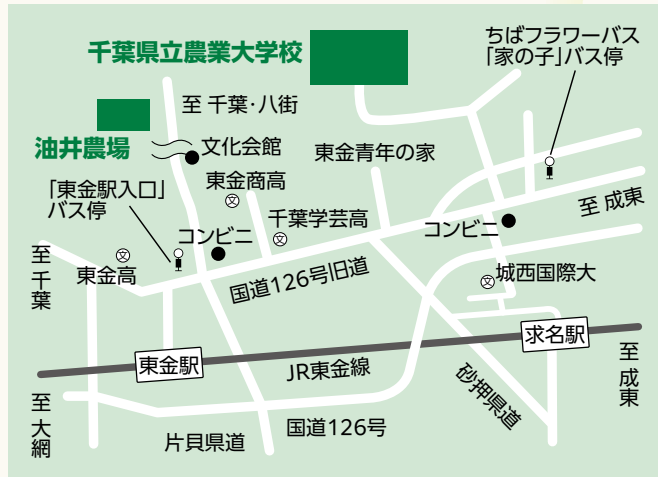 千葉県立農業大学校
ちばフラワーバス
「家の子」バス停
至 千葉・八街
油井農場
文化会館
東金青年の家
東金商高
文
「東金駅入口」
バス停
千葉学芸高
文
至 成東
コンビニ
コンビニ
至千葉
文
東金高
国道126号旧道
文
城西国際大
求名駅
東金駅
JR東金線
至成東
至大網
砂押県道
片貝県道
国道126号